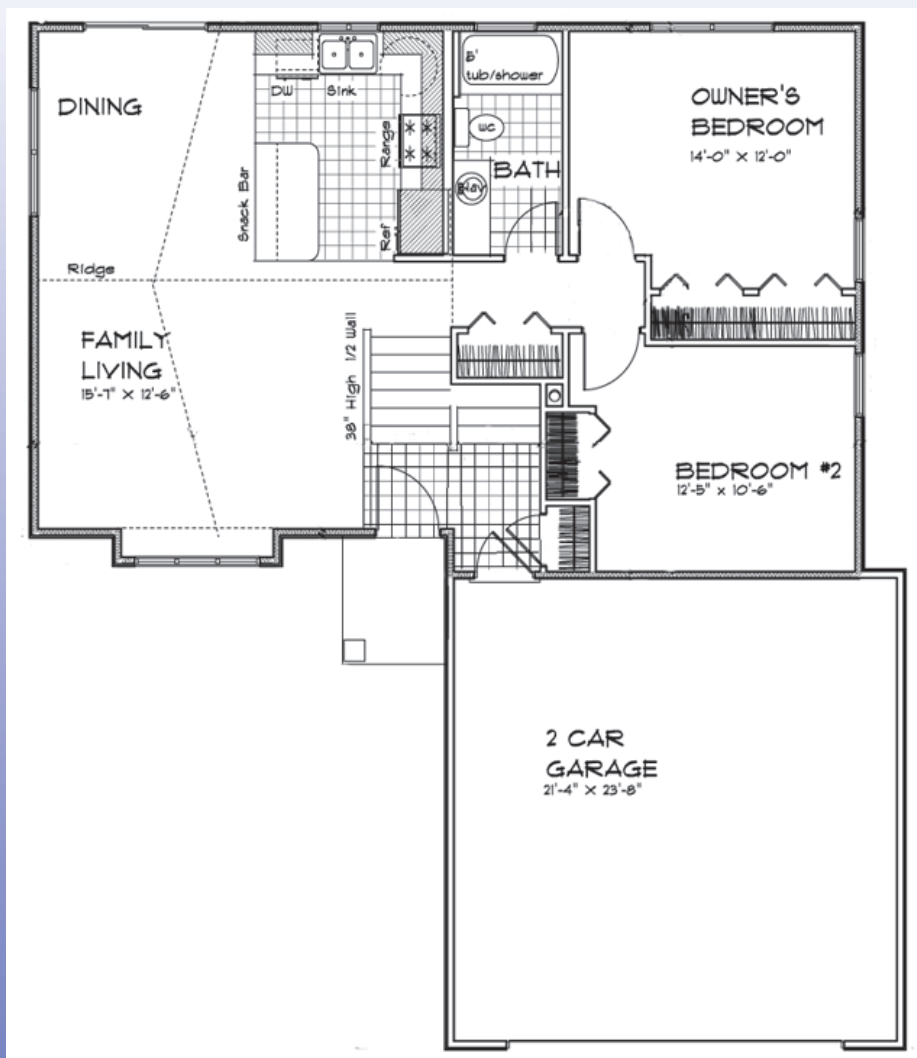 DINING
DW
Sink
Range
Ref
Snack Bar
5'
tub/shower
WC
BATH
Lav
OWNER'S
BEDROOM
14'-0" X 12'-0"
Ridge
FAMILY
LIVING
15'-7" X 12'-6"
38" High 1/2 Wall
BEDROOM #2
12'-5" X 10'-6"
2 CAR
GARAGE
21'-4" X 23'-8"